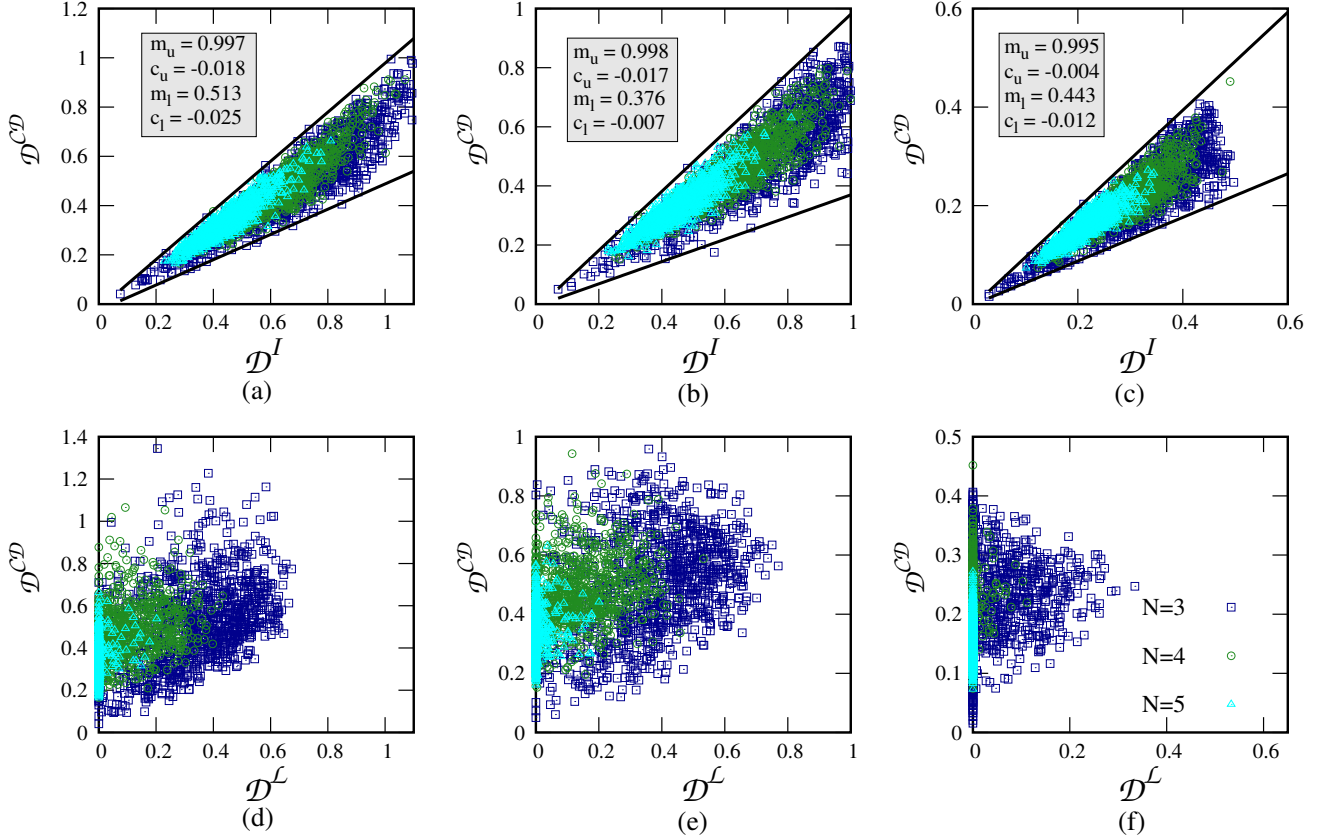 1.2
1
0.8
0.6
0.4
0.2
0
𝒟^{𝒞𝒟}
m_u = 0.997
c_u = -0.018
m_l = 0.513
c_l = -0.025
0 0.2 0.4 0.6 0.8 1
𝒟^I
(a)
1
0.8
0.6
0.4
0.2
0
𝒟^{𝒞𝒟}
m_u = 0.998
c_u = -0.017
m_l = 0.376
c_l = -0.007
0 0.2 0.4 0.6 0.8 1
𝒟^I
(b)
0.6
0.4
0.2
0
𝒟^{𝒞𝒟}
m_u = 0.995
c_u = -0.004
m_l = 0.443
c_l = -0.012
0 0.2 0.4 0.6
𝒟^I
(c)
1.4
1.2
1
0.8
0.6
0.4
0.2
0
𝒟^{𝒞𝒟}
0 0.2 0.4 0.6 0.8 1
𝒟^ℒ
(d)
1
0.8
0.6
0.4
0.2
0
𝒟^{𝒞𝒟}
0 0.2 0.4 0.6 0.8 1
𝒟^ℒ
(e)
0.5
0.4
0.3
0.2
0.1
0
𝒟^{𝒞𝒟}
N=3
N=4
N=5
0 0.2 0.4 0.6
𝒟^ℒ
(f)